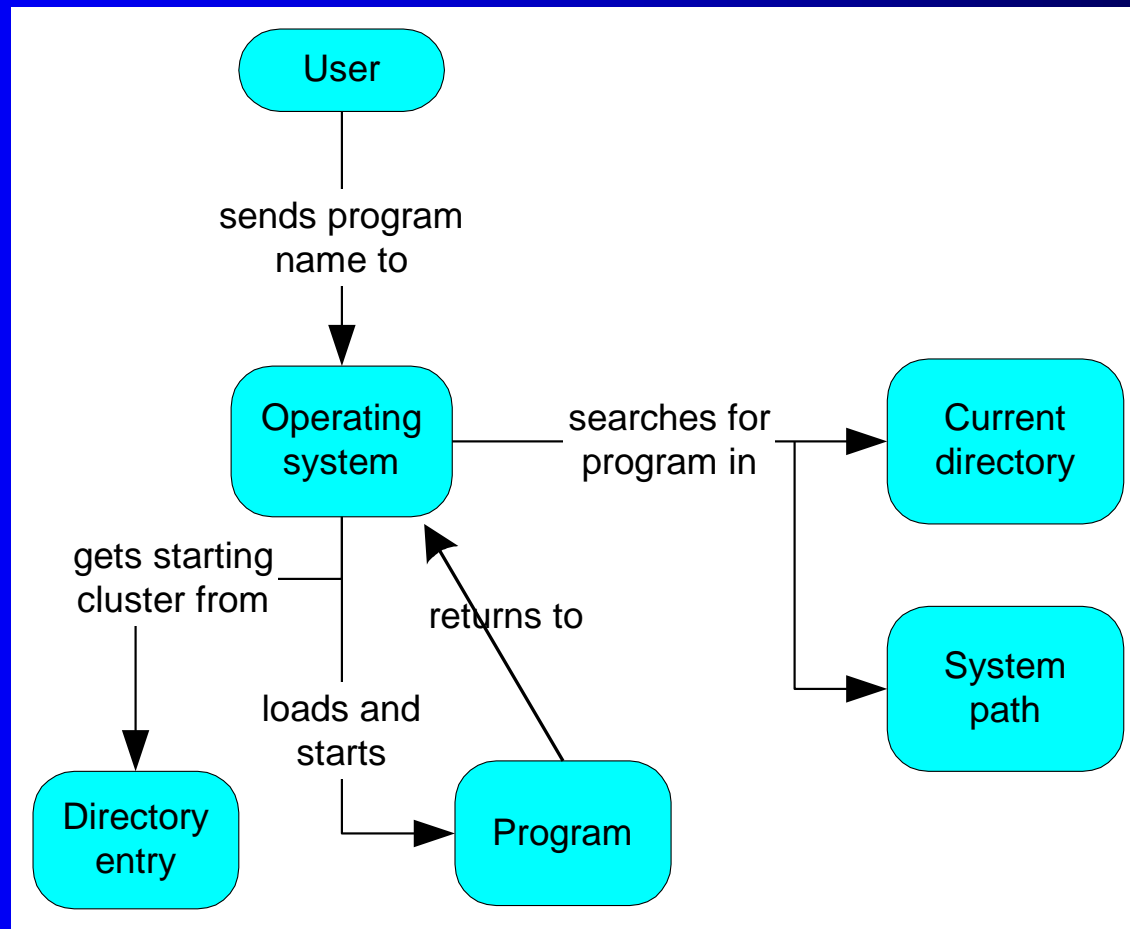 User
sends program
name to
Operating
system
searches for
program in
Current
directory
gets starting
cluster from
returns to
System
path
loads and
starts
Directory
entry
Program